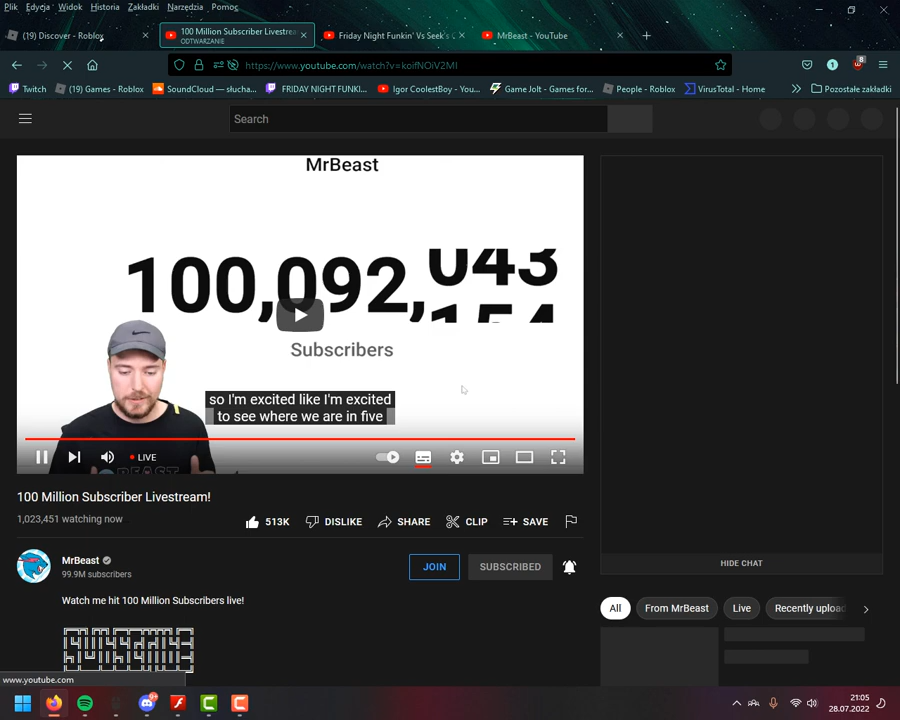 Plik Edycja Widok Historia Zakładki Narzędzia Pomoc
(19) Discover - Roblox
100 Million Subscriber Livestream
ODTWARZANIE
Friday Night Funkin' Vs Seek's C
MrBeast - YouTube
https://www.youtube.com/watch?v=koifNOiV2MI
1
8
Twitch
(19) Games - Roblox
SoundCloud — słucha...
FRIDAY NIGHT FUNKI...
Igor CoolestBoy - You...
Game Jolt - Games for...
People - Roblox
VirusTotal - Home
Pozostałe zakładki
Search
MrBeast
100,092,043
154
Subscribers
so I'm excited like I'm excited
to see where we are in five
LIVE
100 Million Subscriber Livestream!
1,023,451 watching now
513K DISLIKE SHARE CLIP SAVE
HIDE CHAT
MrBeast
99.9M subscribers
JOIN SUBSCRIBED
Watch me hit 100 Million Subscribers live!
All From MrBeast Live Recently upload
www.youtube.com
21:05
28.07.2022